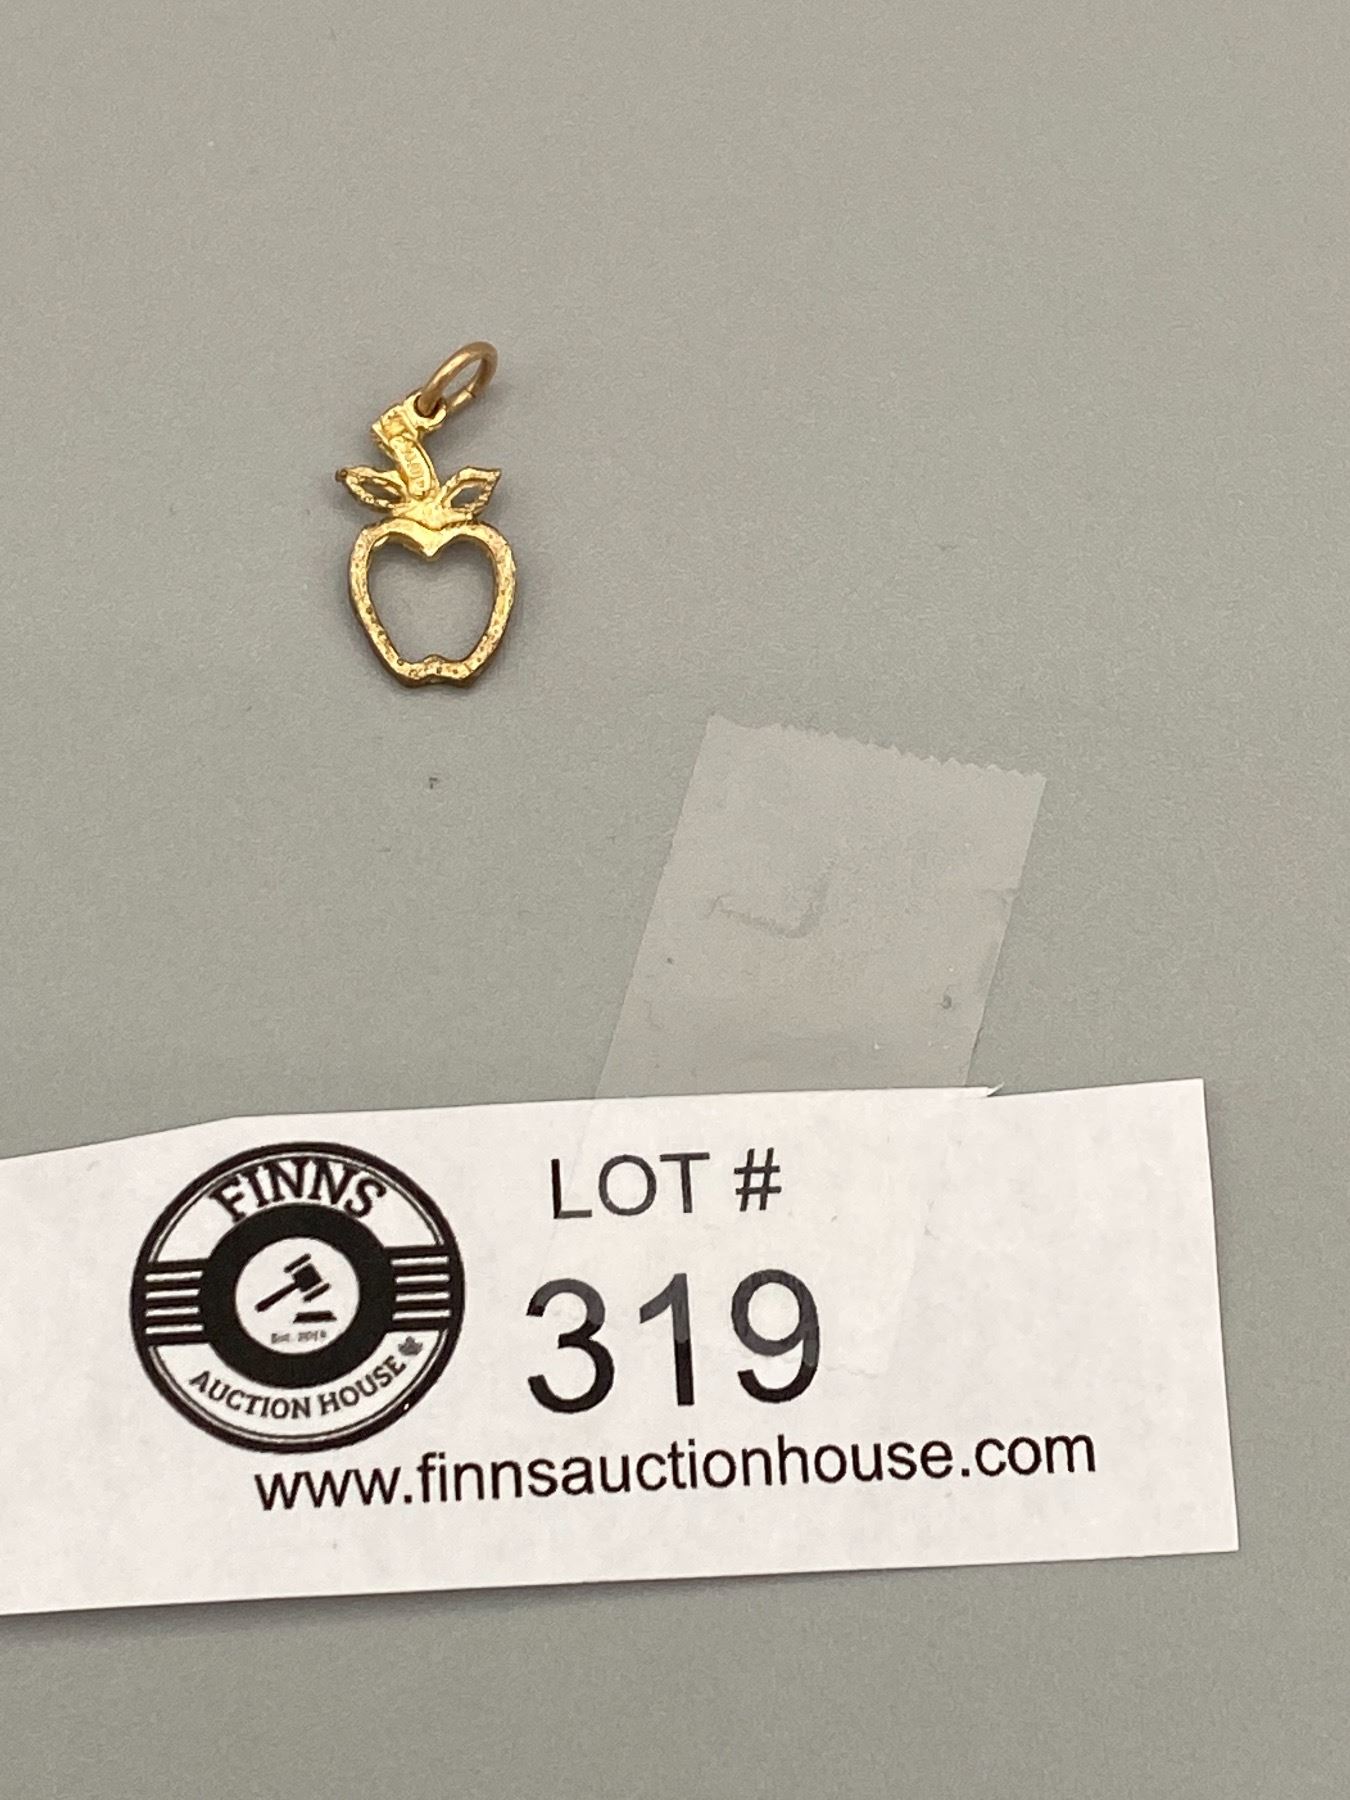 FINNS
AUCTION HOUSE
LOT #
319
www.finnsauctionhouse.com